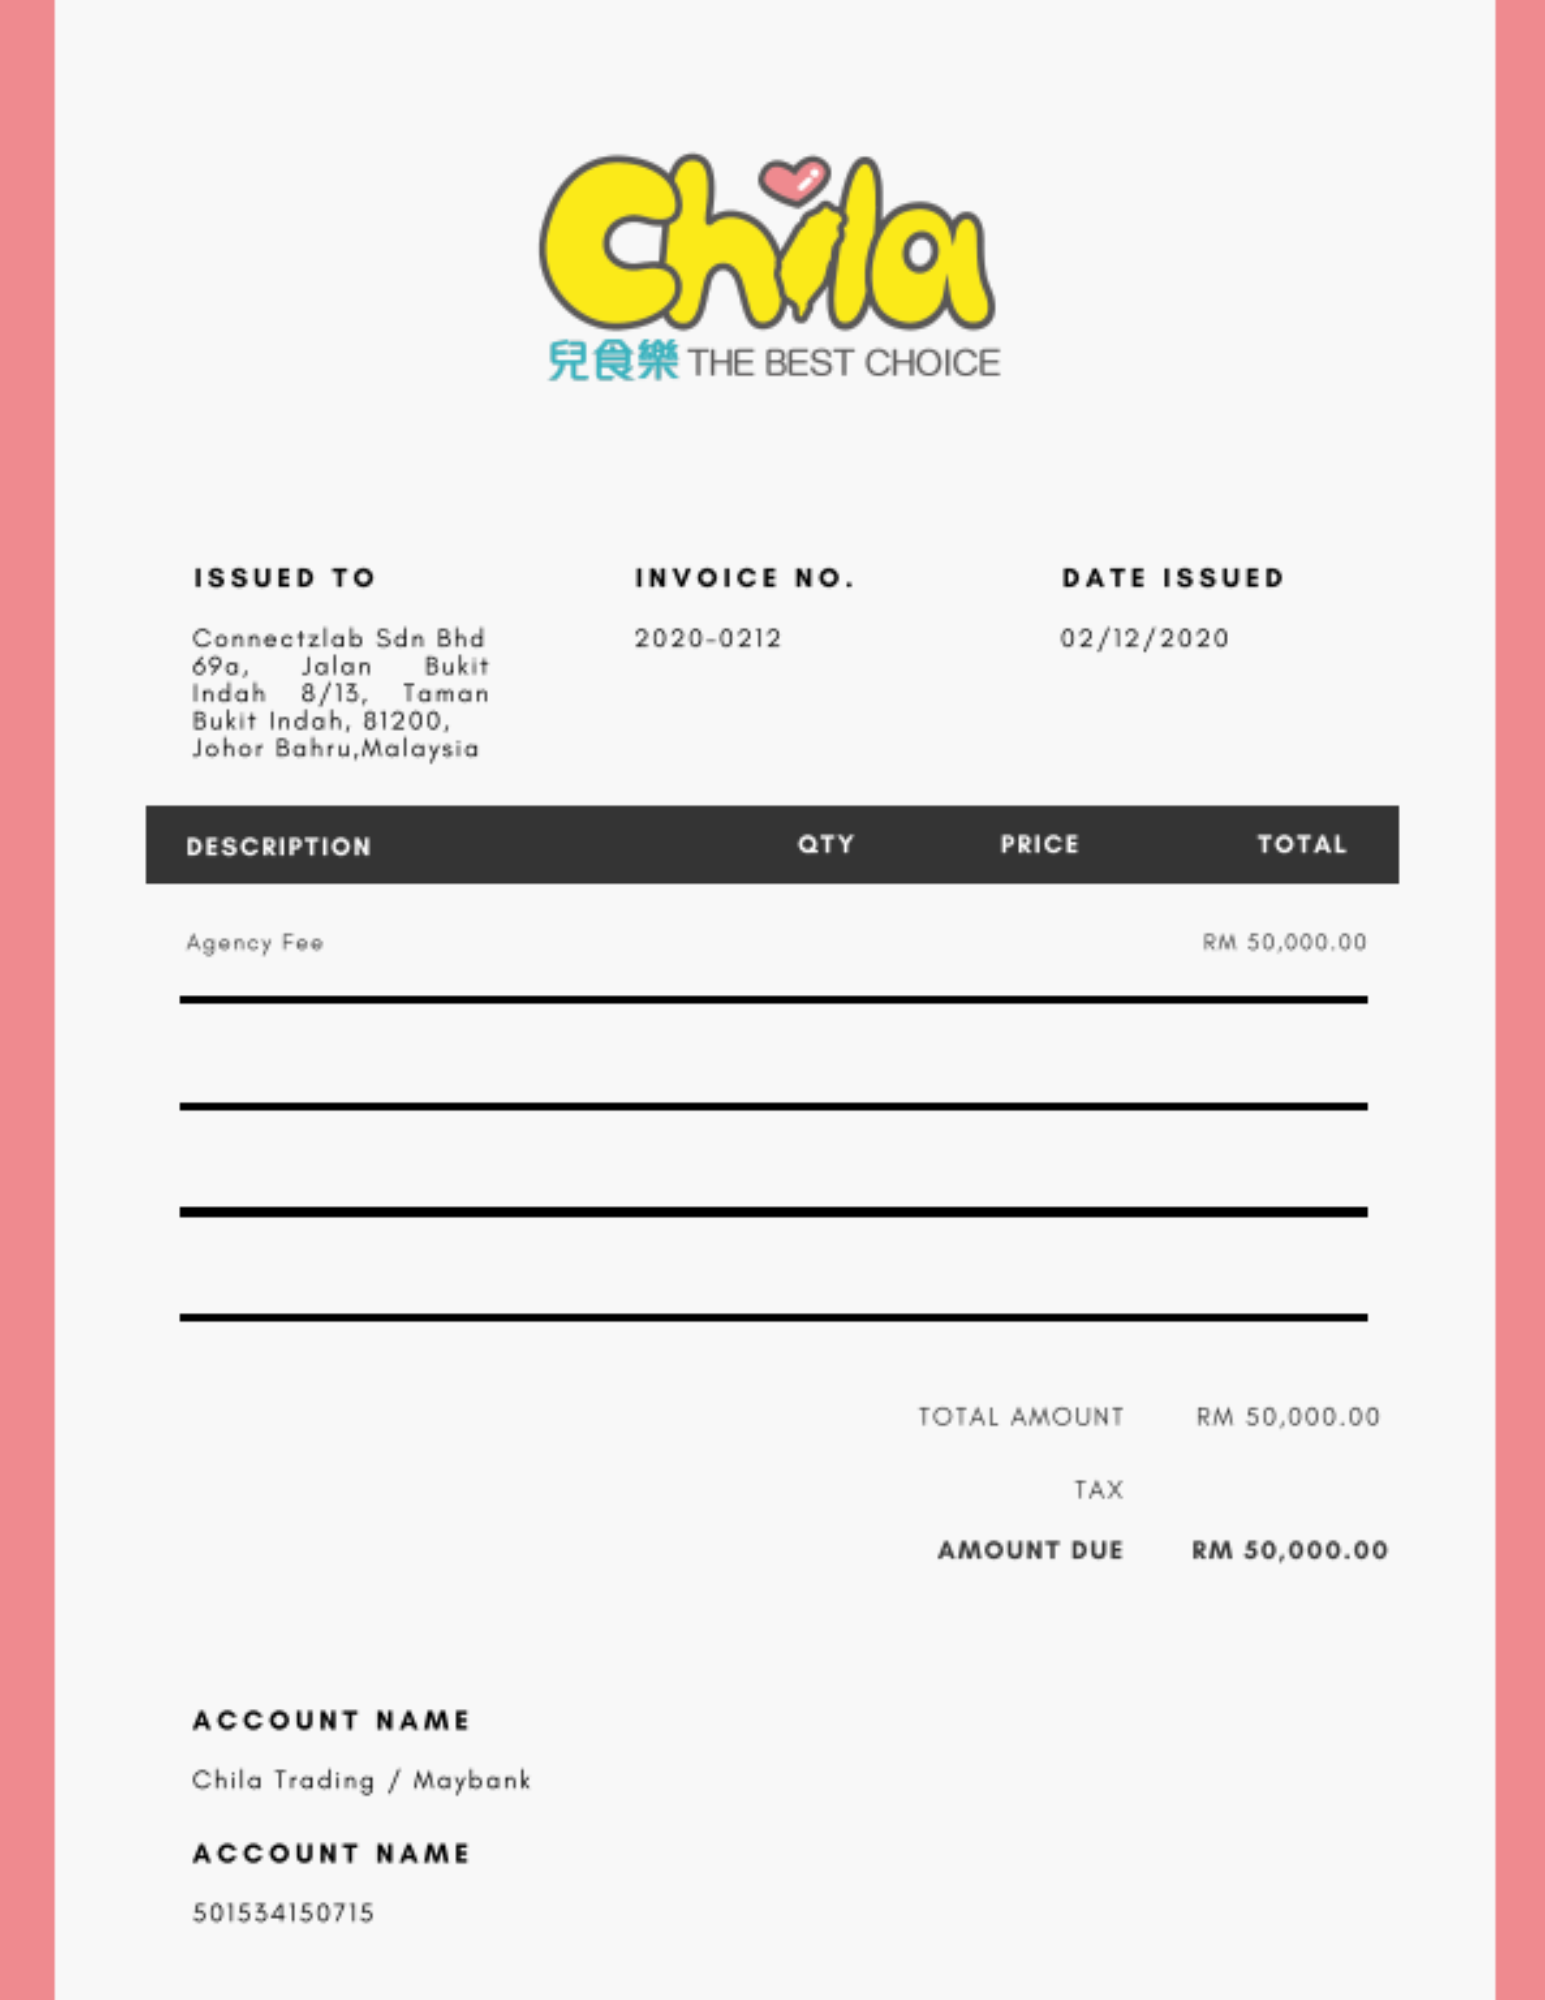 Chila
兒食樂 THE BEST CHOICE
ISSUED TO
INVOICE NO.
DATE ISSUED
Connectzlab Sdn Bhd
69a, Jalan Bukit
Indah 8/13, Taman
Bukit Indah, 81200,
Johor Bahru,Malaysia
2020-0212
02/12/2020
DESCRIPTION QTY PRICE TOTAL
Agency Fee RM 50,000.00
TOTAL AMOUNT RM 50,000.00
TAX
AMOUNT DUE RM 50,000.00
ACCOUNT NAME
Chila Trading / Maybank
ACCOUNT NAME
501534150715